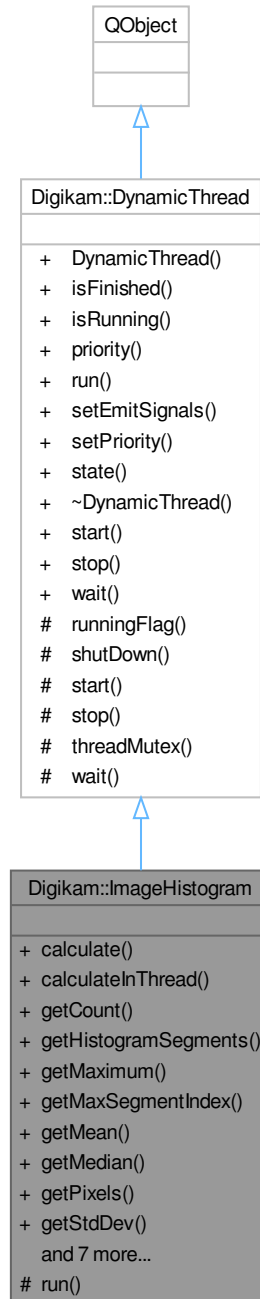 QObject
Digikam::DynamicThread
+ DynamicThread()
+ isFinished()
+ isRunning()
+ priority()
+ run()
+ setEmitSignals()
+ setPriority()
+ state()
+ ~DynamicThread()
+ start()
+ stop()
+ wait()
# runningFlag()
# shutDown()
# start()
# stop()
# threadMutex()
# wait()
Digikam::ImageHistogram
+ calculate()
+ calculateInThread()
+ getCount()
+ getHistogramSegments()
+ getMaximum()
+ getMaxSegmentIndex()
+ getMean()
+ getMedian()
+ getPixels()
+ getStdDev()
and 7 more...
# run()